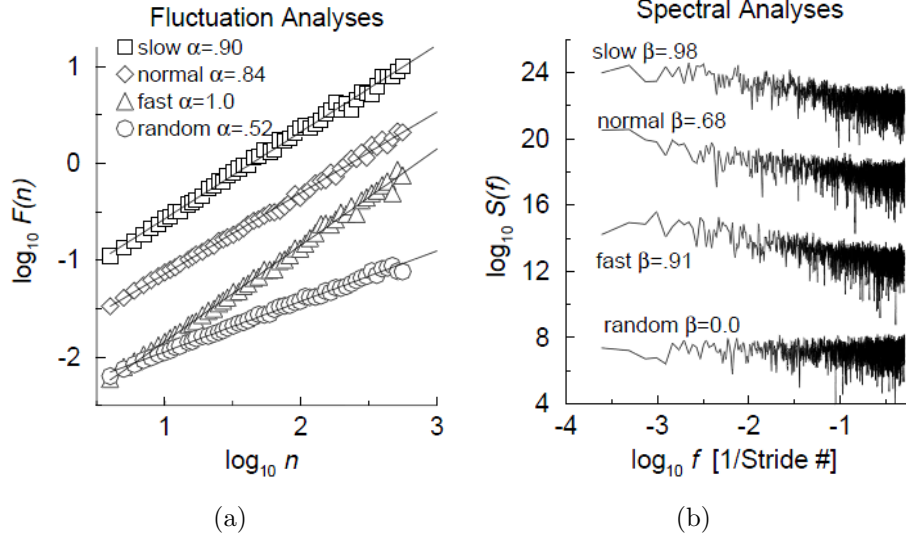 Fluctuation Analyses
slow α=.90
normal α=.84
fast α=1.0
random α=.52
1
0
-1
-2
log₁₀ F(n)
1
2
3
log₁₀ n
(a)
Spectral Analyses
slow β=.98
normal β=.68
fast β=.91
random β=0.0
24
20
16
12
8
4
log₁₀ S(f)
-4
-3
-2
-1
log₁₀ f [1/Stride #]
(b)